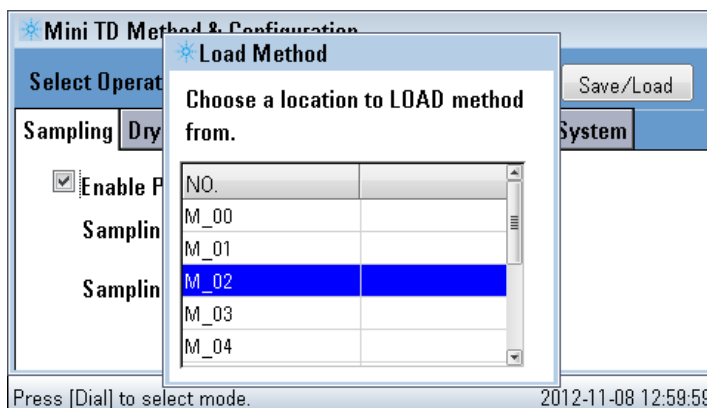 Mini TD Method & Configuration
Load Method
Select Operat
Save/Load
Choose a location to LOAD method
from.
Sampling Dry System
Enable P
Samplin
Samplin
NO.
M_00
M_01
M_02
M_03
M_04
Press [Dial] to select mode. 2012-11-08 12:59:59